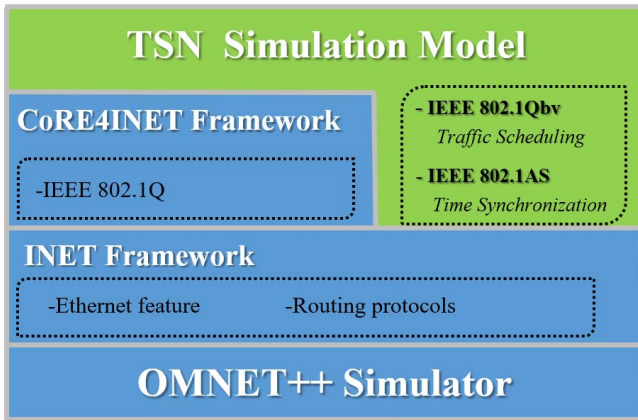 TSN Simulation Model
CoRE4INET Framework
-IEEE 802.1Q
- IEEE 802.1Qbv
Traffic Scheduling
- IEEE 802.1AS
Time Synchronization
INET Framework
-Ethernet feature -Routing protocols
OMNET++ Simulator